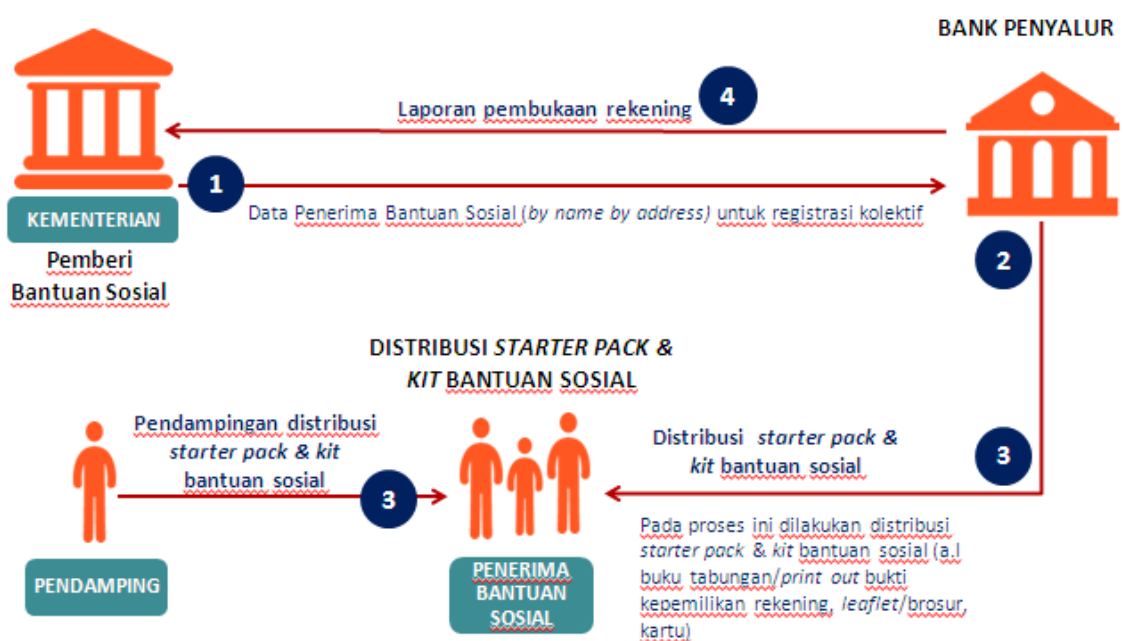 BANK PENYALUR
4
Laporan pembukaan rekening
1
Data Penerima Bantuan Sosial (by name by address) untuk registrasi kolektif
KEMENTERIAN
Pemberi
Bantuan Sosial
2
DISTRIBUSI STARTER PACK &
KIT BANTUAN SOSIAL
Pendampingan distribusi
starter pack & kit
bantuan sosial
3
Distribusi starter pack &
kit bantuan sosial
3
Pada proses ini dilakukan distribusi
starter pack & kit bantuan sosial (a.l
buku tabungan/print out bukti
kepemilikan rekening, leaflet/brosur,
kartu)
PENDAMPING
PENERIMA
BANTUAN
SOSIAL